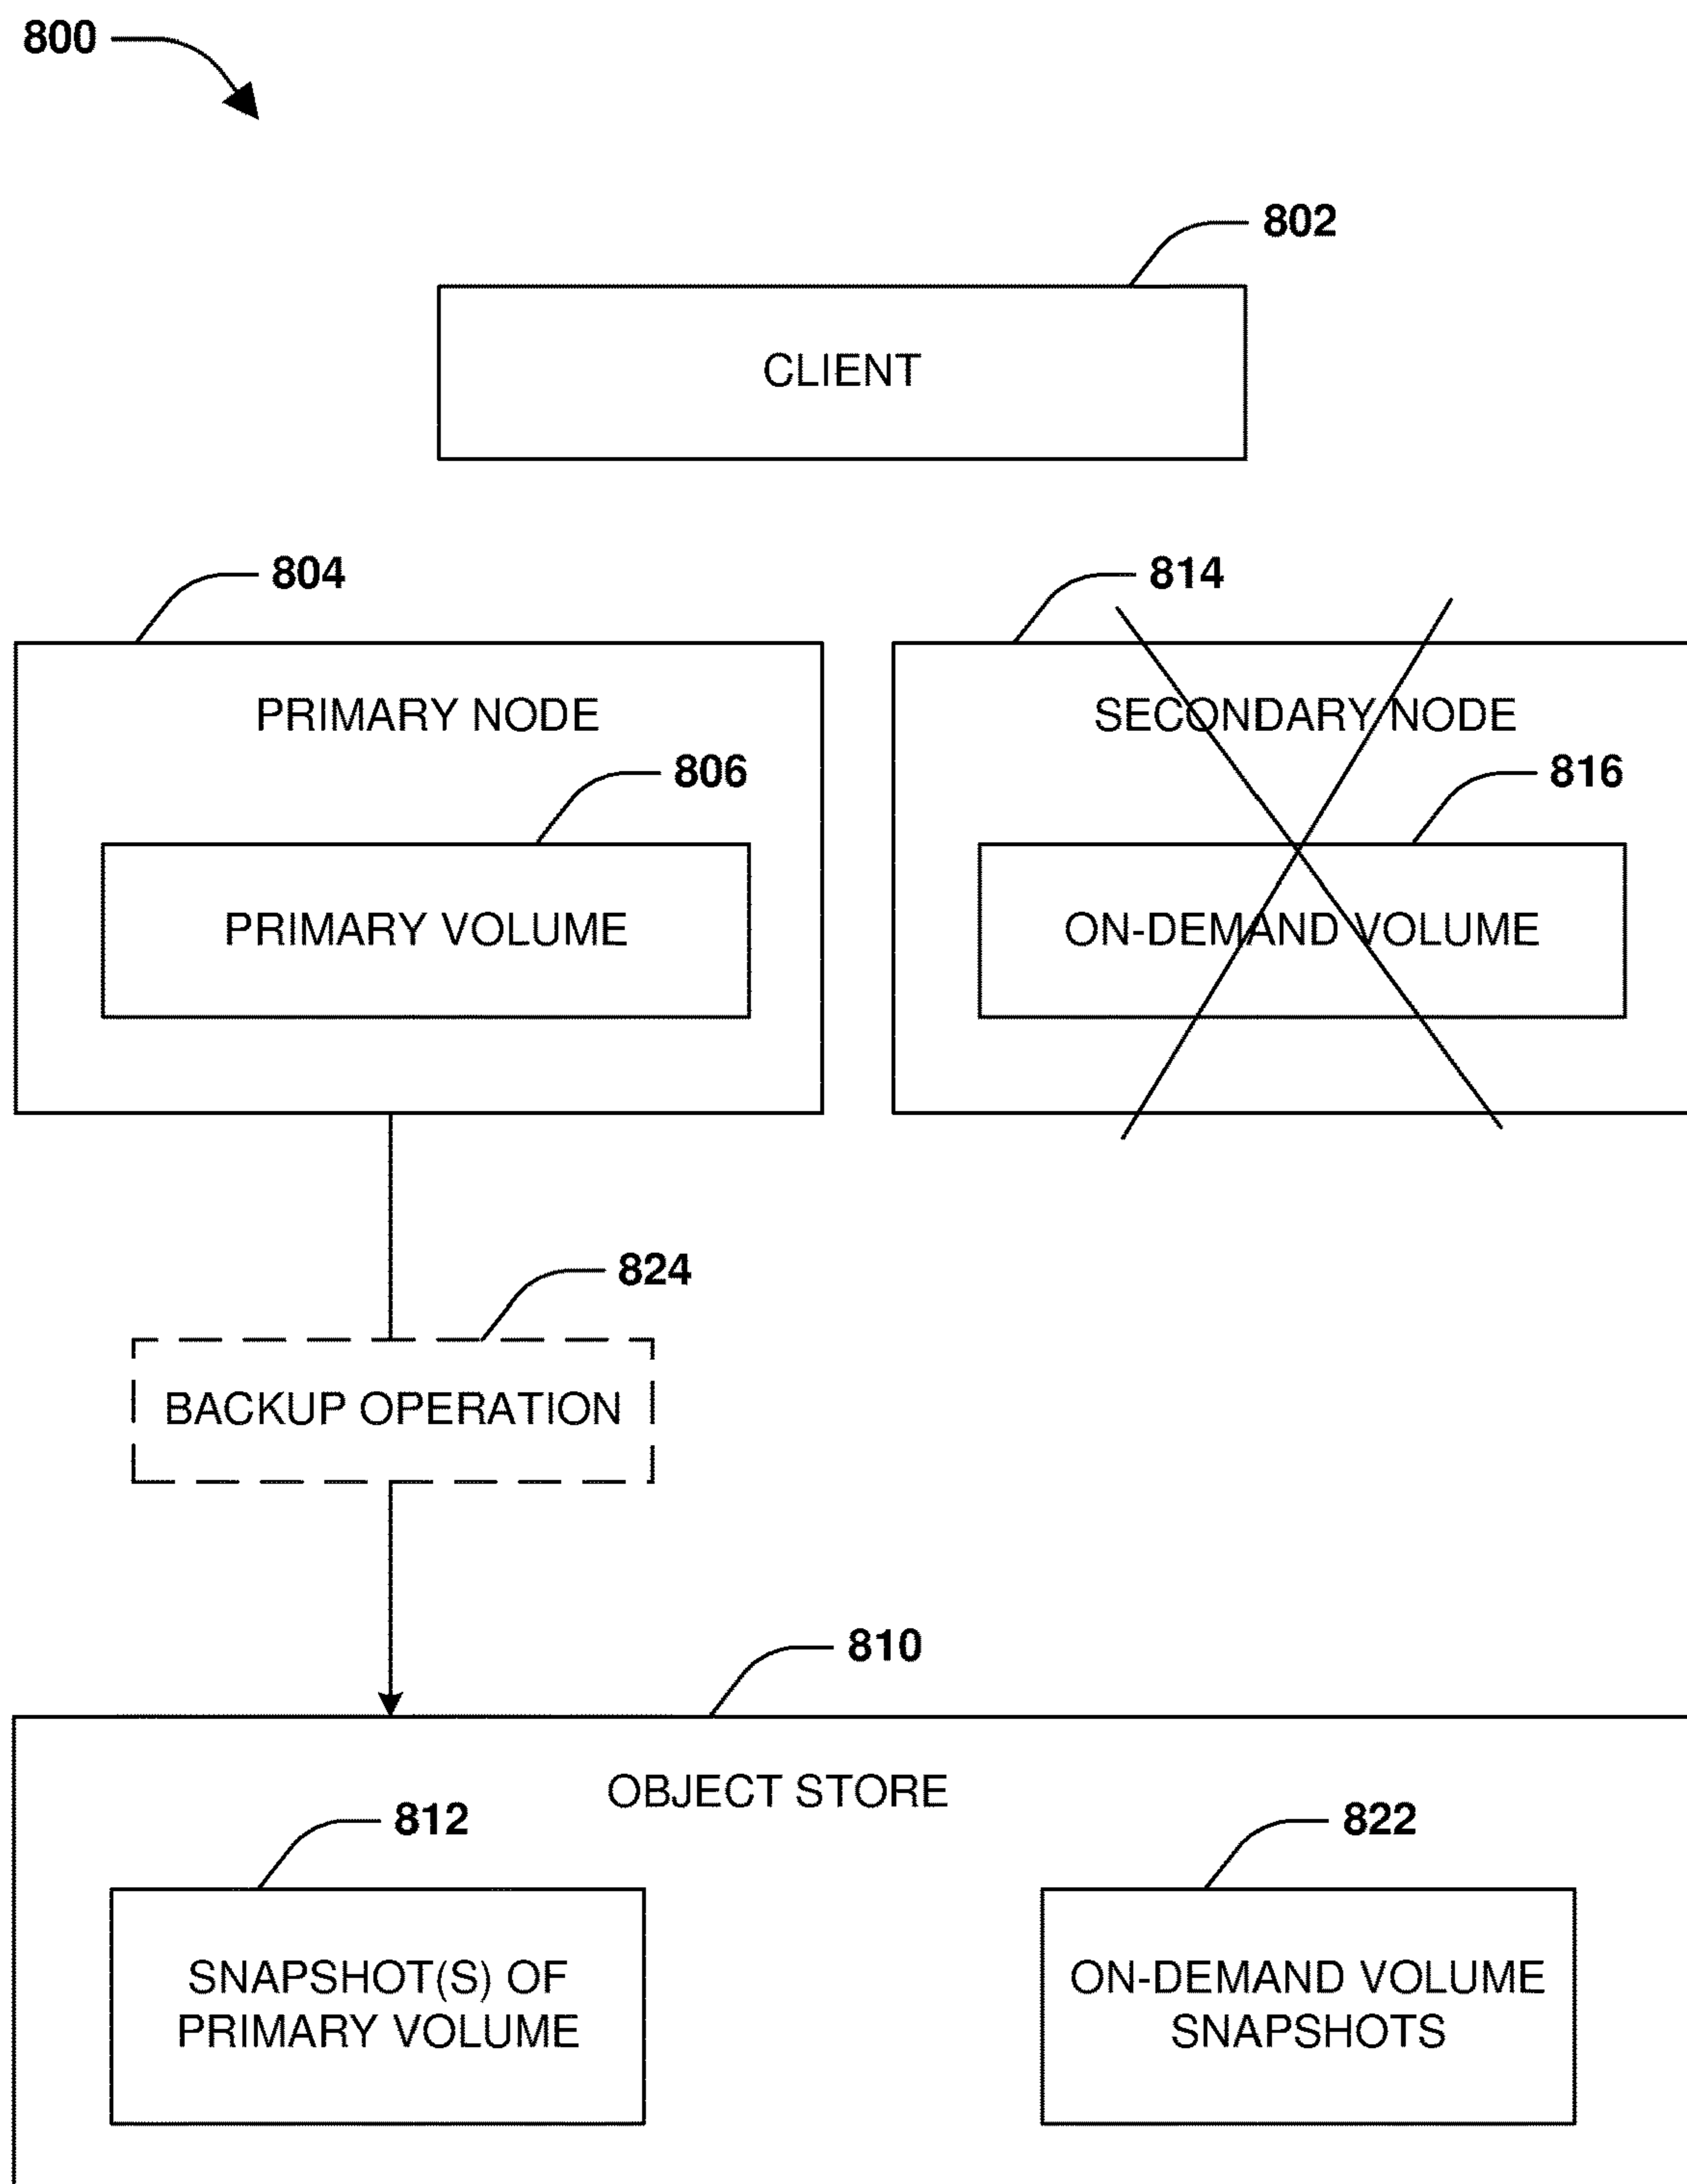 800
802
CLIENT
804
814
PRIMARY NODE
SECONDARY NODE
806
816
PRIMARY VOLUME
ON-DEMAND VOLUME
824
BACKUP OPERATION
810
OBJECT STORE
812
822
SNAPSHOT(S) OF
PRIMARY VOLUME
ON-DEMAND VOLUME
SNAPSHOTS